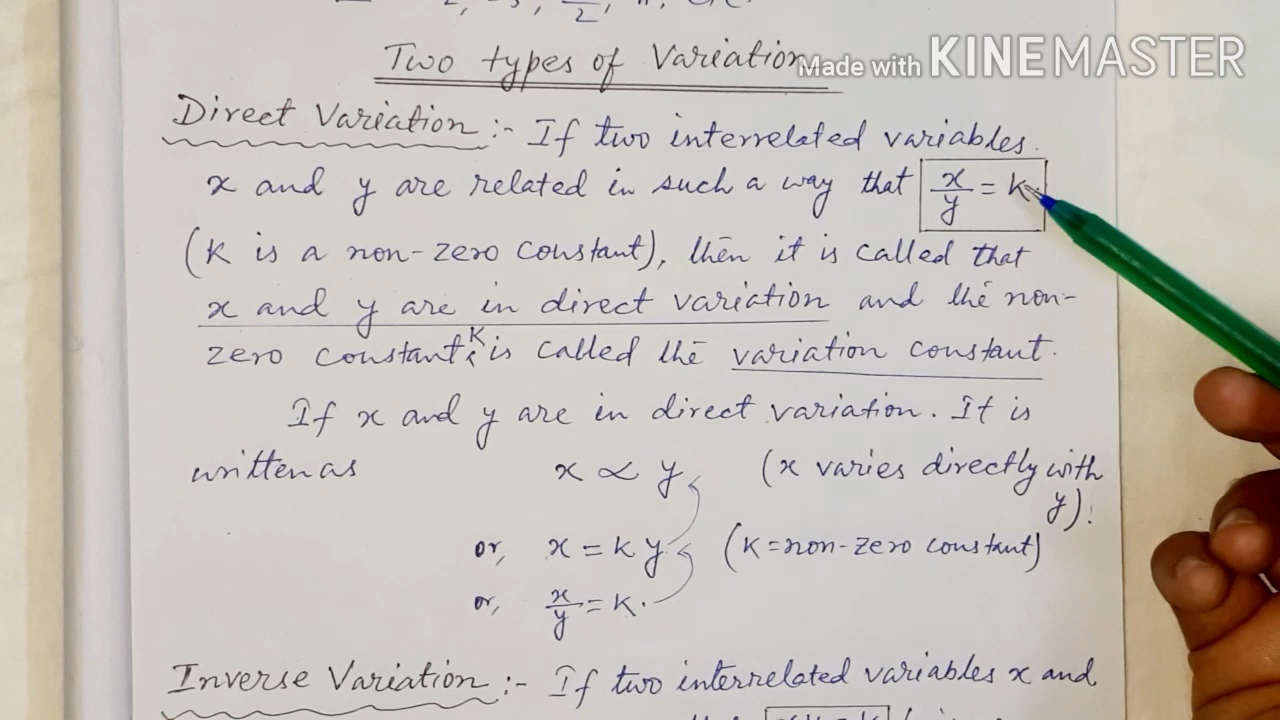 Two types of Variation
Made with KINEMASTER
Direct Variation :- If two interrelated variables.
x and y are related in such a way that x/y = K
(K is a non-zero constant), then it is called that
x and y are in direct variation and the non-
zero constant K is called the variation constant.
If x and y are in direct variation. It is
written as x ∝ y (x varies directly with
y).
or, x = K y (K = non-zero constant)
or, x/y = K.
Inverse Variation :- If two interrelated variables x and